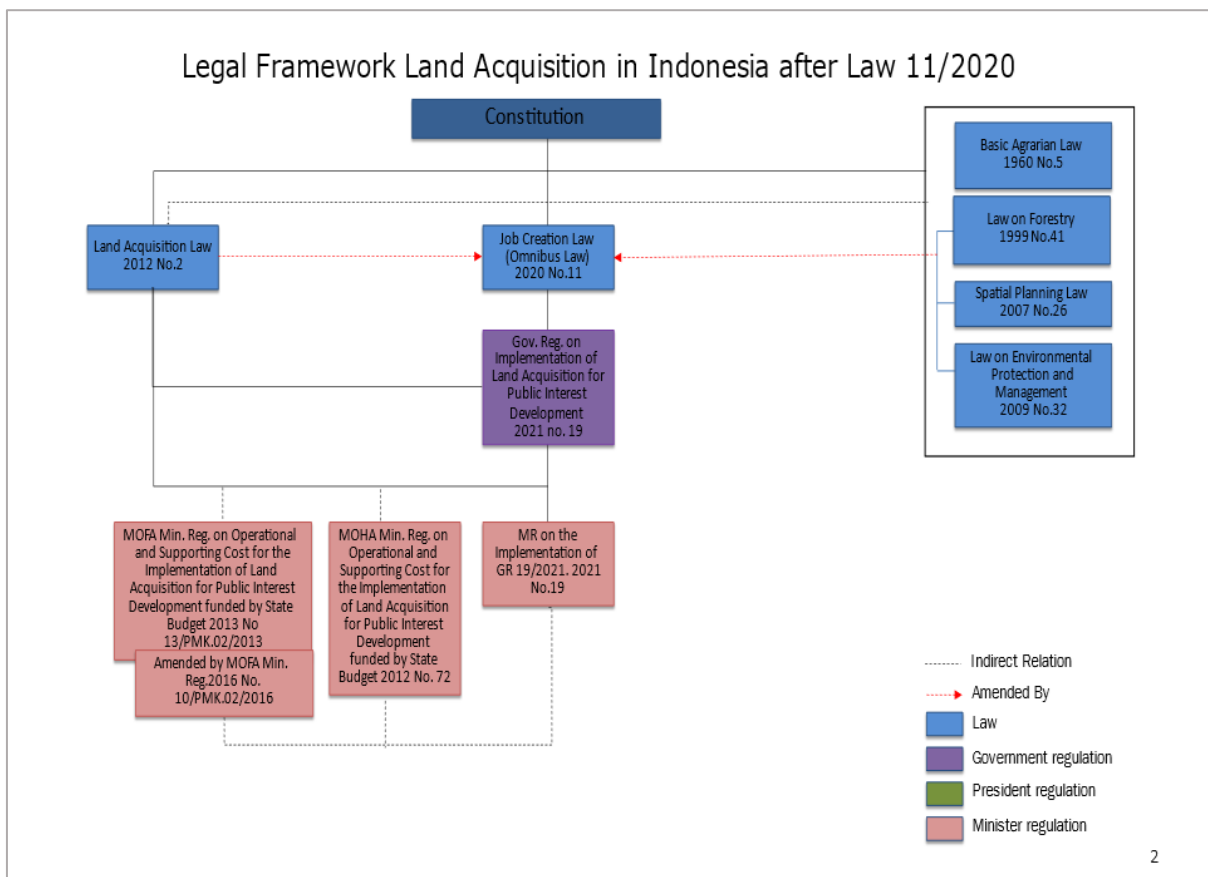 Legal Framework Land Acquisition in Indonesia after Law 11/2020
Constitution
Basic Agrarian Law
1960 No.5
Law on Forestry
1999 No.41
Spatial Planning Law
2007 No.26
Law on Environmental
Protection and
Management
2009 No.32
Land Acquisition Law
2012 No.2
Job Creation Law
(Omnibus Law)
2020 No.11
Gov. Reg. on
Implementation of
Land Acquisition for
Public Interest
Development
2021 no. 19
MOFA Min. Reg. on Operational
and Supporting Cost for the
Implementation of Land
Acquisition for Public Interest
Development funded by State
Budget 2013 No
13/PMK.02/2013
Amended by MOFA Min.
Reg.2016 No.
10/PMK.02/2016
MOHA Min. Reg. on
Operational and
Supporting Cost for
the Implementation
of Land Acquisition
for Public Interest
Development
funded by State
Budget 2012 No. 72
MR on the
Implementation of
GR 19/2021. 2021
No.19
Indirect Relation
Amended By
Law
Government regulation
President regulation
Minister regulation
2